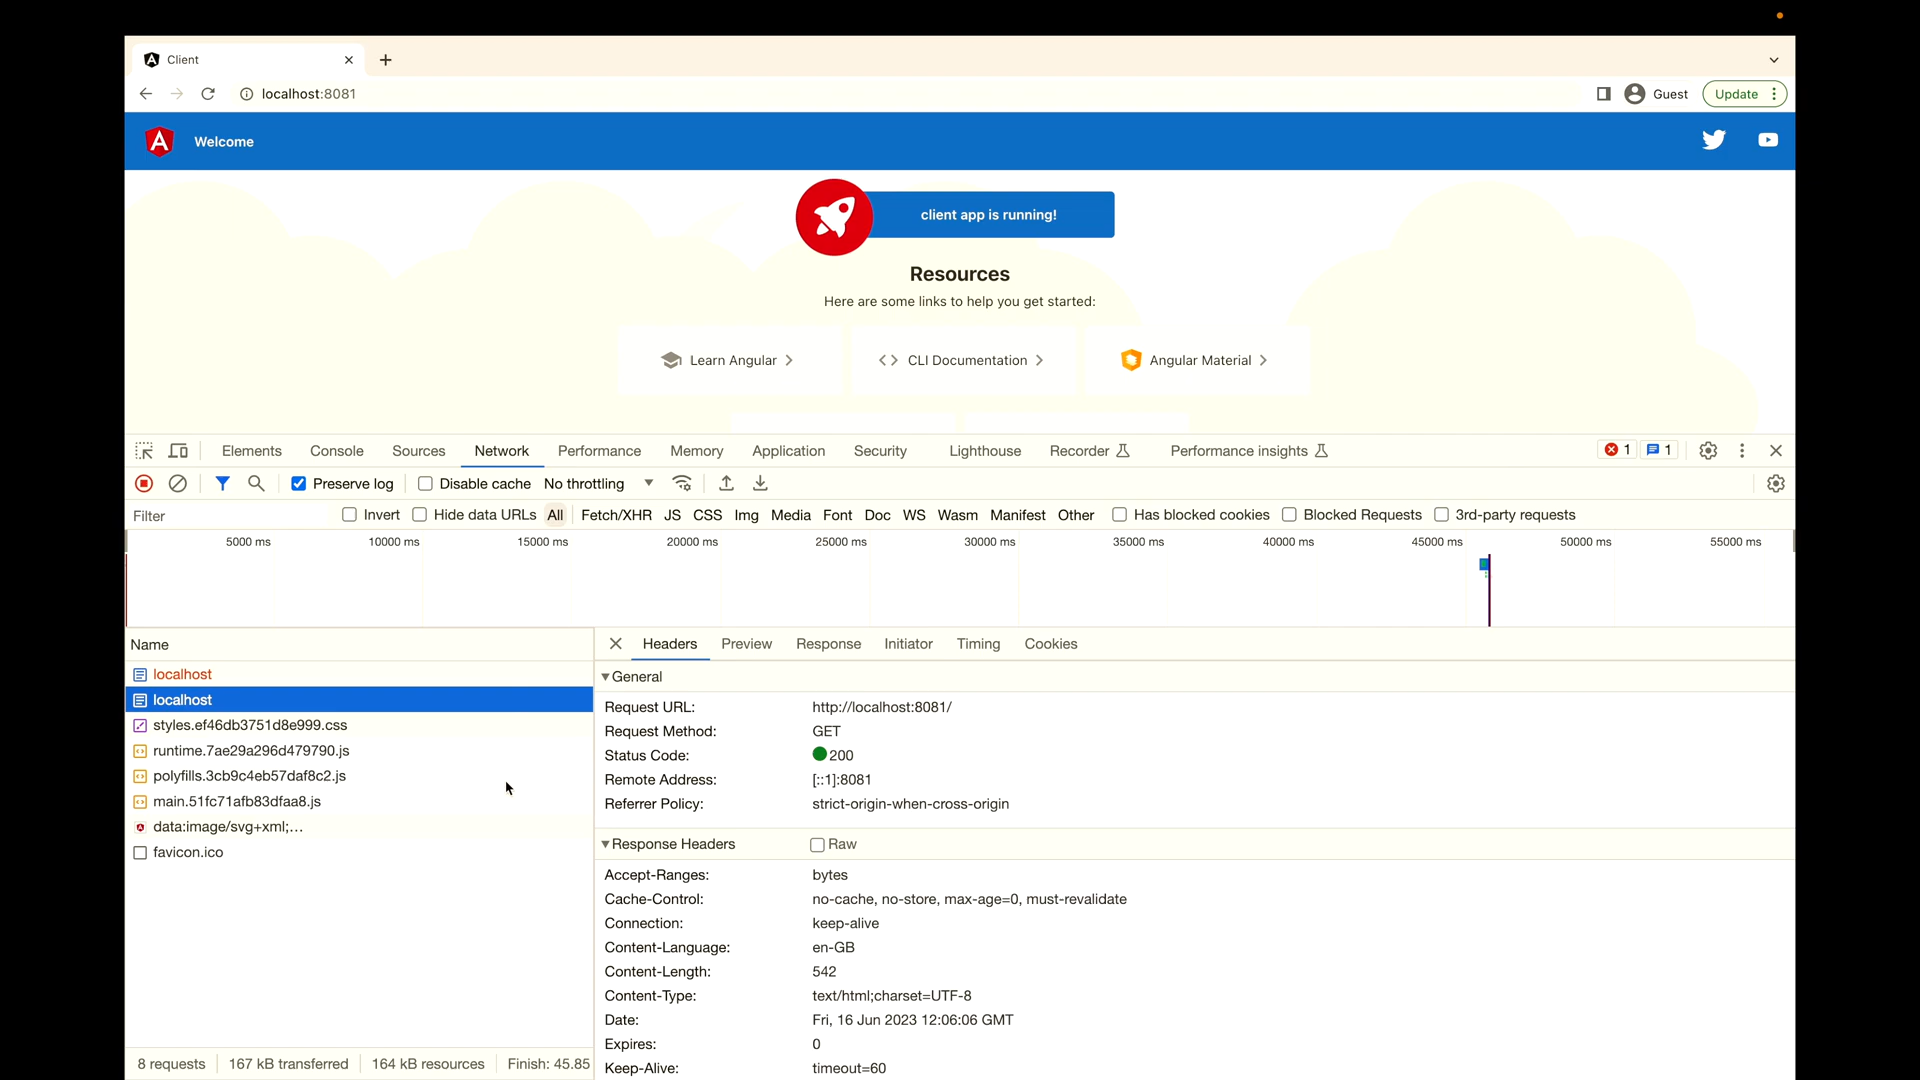 Client
localhost:8081
Guest
Update
Welcome
client app is running!
Resources
Here are some links to help you get started:
Learn Angular
CLI Documentation
Angular Material
Elements Console Sources Network Performance Memory Application Security Lighthouse Recorder Performance insights 1 1
Preserve log Disable cache No throttling
Filter Invert Hide data URLs All Fetch/XHR JS CSS Img Media Font Doc WS Wasm Manifest Other Has blocked cookies Blocked Requests 3rd-party requests
5000 ms 10000 ms 15000 ms 20000 ms 25000 ms 30000 ms 35000 ms 40000 ms 45000 ms 50000 ms 55000 ms
Name
localhost
localhost
styles.ef46db3751d8e999.css
runtime.7ae29a296d479790.js
polyfills.3cb9c4eb57daf8c2.js
main.51fc71afb83dfaa8.js
data:image/svg+xml;…
favicon.ico
8 requests 167 kB transferred 164 kB resources Finish: 45.85
Headers Preview Response Initiator Timing Cookies
General
Request URL: http://localhost:8081/
Request Method: GET
Status Code: 200
Remote Address: [::1]:8081
Referrer Policy: strict-origin-when-cross-origin
Response Headers Raw
Accept-Ranges: bytes
Cache-Control: no-cache, no-store, max-age=0, must-revalidate
Connection: keep-alive
Content-Language: en-GB
Content-Length: 542
Content-Type: text/html;charset=UTF-8
Date: Fri, 16 Jun 2023 12:06:06 GMT
Expires: 0
Keep-Alive: timeout=60